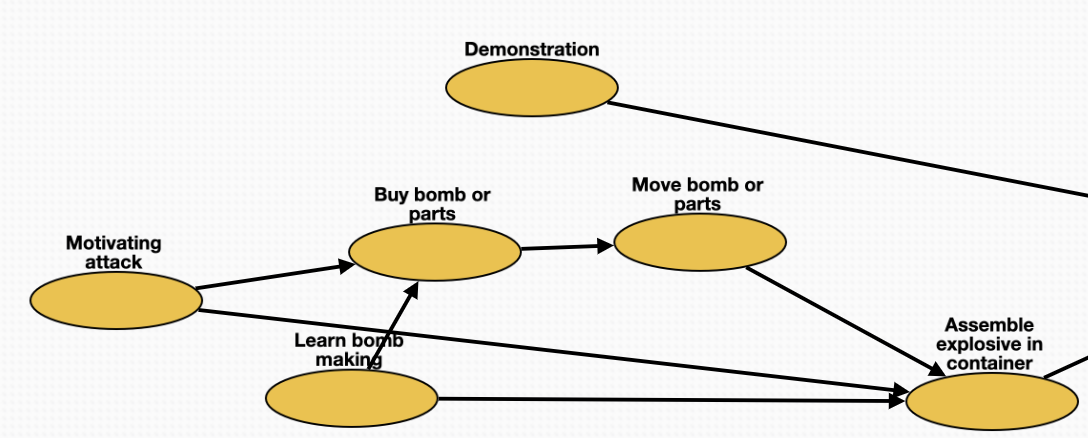 Demonstration
Buy bomb or
parts
Move bomb or
parts
Motivating
attack
Learn bomb
making
Assemble
explosive in
container